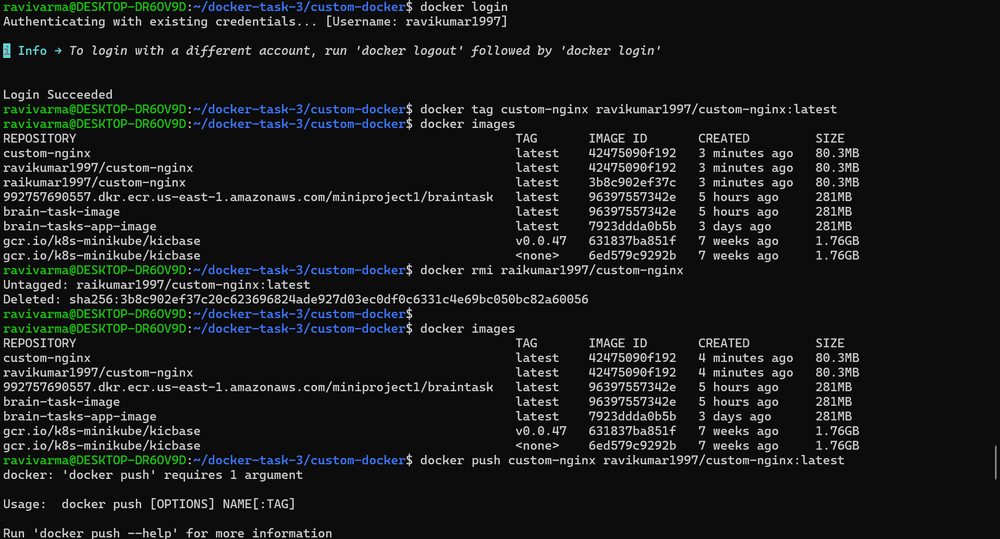 ravivarma@DESKTOP-DR6OV9D:~/docker-task-3/custom-docker$ docker login
Authenticating with existing credentials... [Username: ravikumar1997]
i Info → To login with a different account, run 'docker logout' followed by 'docker login'
Login Succeeded
ravivarma@DESKTOP-DR6OV9D:~/docker-task-3/custom-docker$ docker tag custom-nginx ravikumar1997/custom-nginx:latest
ravivarma@DESKTOP-DR6OV9D:~/docker-task-3/custom-docker$ docker images
REPOSITORY TAG IMAGE ID CREATED SIZE
custom-nginx latest 42475090f192 3 minutes ago 80.3MB
ravikumar1997/custom-nginx latest 42475090f192 3 minutes ago 80.3MB
raikumar1997/custom-nginx latest 3b8c902ef37c 3 minutes ago 80.3MB
992757690557.dkr.ecr.us-east-1.amazonaws.com/miniproject1/braintask latest 96397557342e 5 hours ago 281MB
brain-task-image latest 96397557342e 5 hours ago 281MB
brain-tasks-app-image latest 7923ddda0b5b 3 days ago 281MB
gcr.io/k8s-minikube/kicbase v0.0.47 631837ba851f 7 weeks ago 1.76GB
gcr.io/k8s-minikube/kicbase <none> 6ed579c9292b 7 weeks ago 1.76GB
ravivarma@DESKTOP-DR6OV9D:~/docker-task-3/custom-docker$ docker rmi raikumar1997/custom-nginx
Untagged: raikumar1997/custom-nginx:latest
Deleted: sha256:3b8c902ef37c20c623696824ade927d03ec0df0c6331c4e69bc050bc82a60056
ravivarma@DESKTOP-DR6OV9D:~/docker-task-3/custom-docker$
ravivarma@DESKTOP-DR6OV9D:~/docker-task-3/custom-docker$ docker images
REPOSITORY TAG IMAGE ID CREATED SIZE
custom-nginx latest 42475090f192 4 minutes ago 80.3MB
ravikumar1997/custom-nginx latest 42475090f192 4 minutes ago 80.3MB
992757690557.dkr.ecr.us-east-1.amazonaws.com/miniproject1/braintask latest 96397557342e 5 hours ago 281MB
brain-task-image latest 96397557342e 5 hours ago 281MB
brain-tasks-app-image latest 7923ddda0b5b 3 days ago 281MB
gcr.io/k8s-minikube/kicbase v0.0.47 631837ba851f 7 weeks ago 1.76GB
gcr.io/k8s-minikube/kicbase <none> 6ed579c9292b 7 weeks ago 1.76GB
ravivarma@DESKTOP-DR6OV9D:~/docker-task-3/custom-docker$ docker push custom-nginx ravikumar1997/custom-nginx:latest
docker: 'docker push' requires 1 argument
Usage:  docker push [OPTIONS] NAME[:TAG]
Run 'docker push --help' for more information